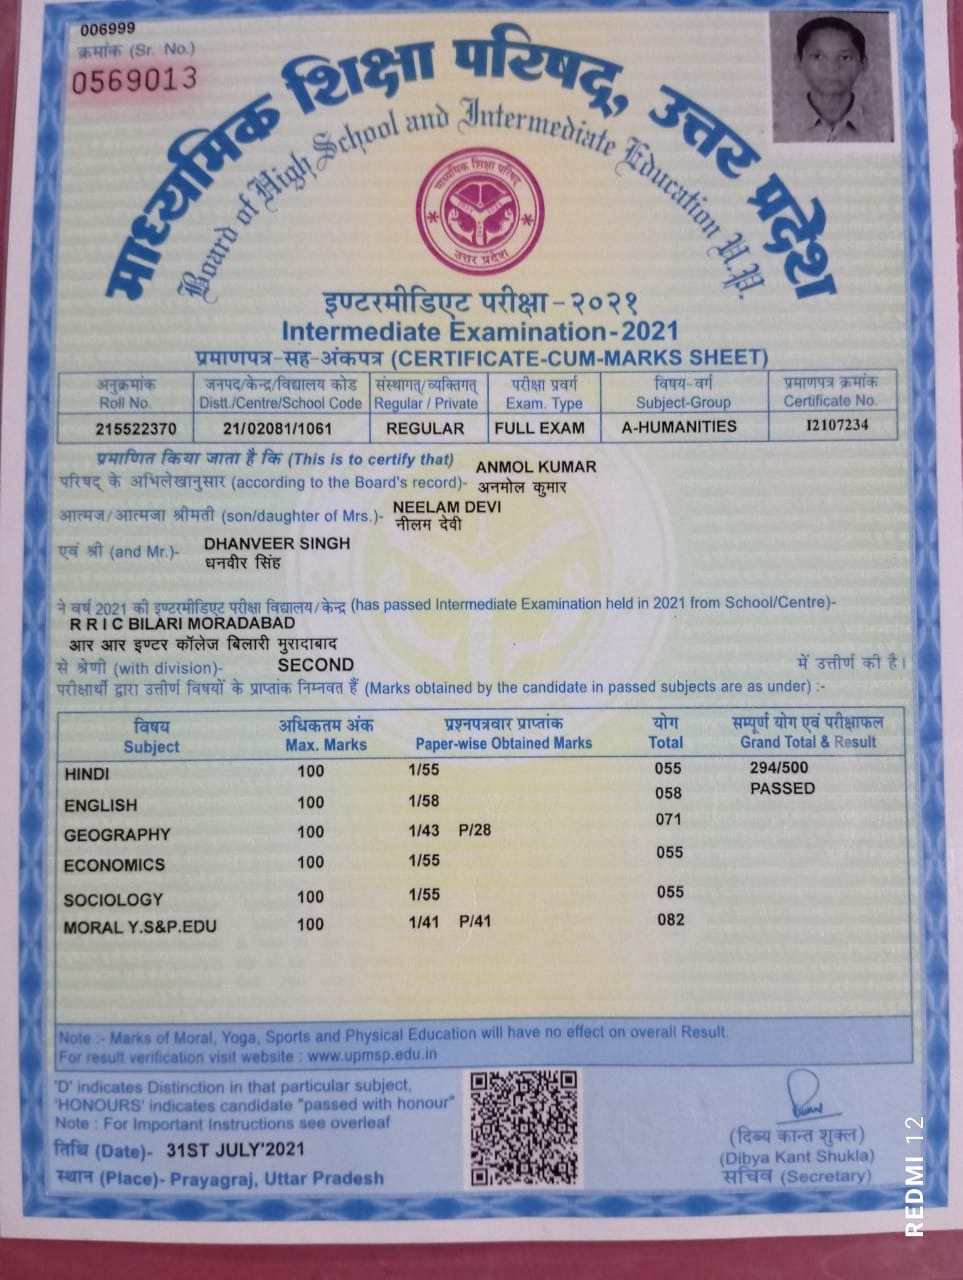 006999
क्रमांक (Sr. No.)
0569013
माध्यमिक शिक्षा परिषद्, उत्तर प्रदेश
Board of High School and Intermediate Education U.P.
माध्यमिक शिक्षा परिषद्
उत्तर प्रदेश
इण्टरमीडिएट परीक्षा - २०२१
Intermediate Examination - 2021
प्रमाणपत्र-सह-अंकपत्र (CERTIFICATE-CUM-MARKS SHEET)
अनुक्रमांक जनपद/केन्द्र/विद्यालय कोड संस्थागत/व्यक्तिगत् परीक्षा प्रवर्ग विषय-वर्ग प्रमाणपत्र क्रमांक
Roll No. Distt./Centre/School Code Regular / Private Exam. Type Subject-Group Certificate No.
215522370 21/02081/1061 REGULAR FULL EXAM A-HUMANITIES I2107234
प्रमाणित किया जाता है कि (This is to certify that) ANMOL KUMAR
परिषद् के अभिलेखानुसार (according to the Board's record)- अनमोल कुमार
आत्मज/आत्मजा श्रीमती (son/daughter of Mrs.)- NEELAM DEVI
नीलम देवी
एवं श्री (and Mr.)- DHANVEER SINGH
धनवीर सिंह
ने वर्ष 2021 की इण्टरमीडिएट परीक्षा विद्यालय/केन्द्र (has passed Intermediate Examination held in 2021 from School/Centre)-
R R I C BILARI MORADABAD
आर आर इण्टर कॉलेज बिलारी मुरादाबाद
से श्रेणी (with division)- SECOND में उत्तीर्ण की है।
परीक्षार्थी द्वारा उत्तीर्ण विषयों के प्राप्तांक निम्नवत हैं (Marks obtained by the candidate in passed subjects are as under) :-
विषय अधिकतम अंक प्रश्नपत्रवार प्राप्तांक योग सम्पूर्ण योग एवं परीक्षाफल
Subject Max. Marks Paper-wise Obtained Marks Total Grand Total & Result
HINDI 100 1/55 055 294/500
ENGLISH 100 1/58 058 PASSED
GEOGRAPHY 100 1/43 P/28 071
ECONOMICS 100 1/55 055
SOCIOLOGY 100 1/55 055
MORAL Y.S&P.EDU 100 1/41 P/41 082
Note :- Marks of Moral, Yoga, Sports and Physical Education will have no effect on overall Result.
For result verification visit website : www.upmsp.edu.in
'D' indicates Distinction in that particular subject,
'HONOURS' indicates candidate "passed with honour"
Note : For Important Instructions see overleaf
तिथि (Date)- 31ST JULY'2021
स्थान (Place)- Prayagraj, Uttar Pradesh
(दिब्य कान्त शुक्ल)
(Dibya Kant Shukla)
सचिव (Secretary)
REDMI 12